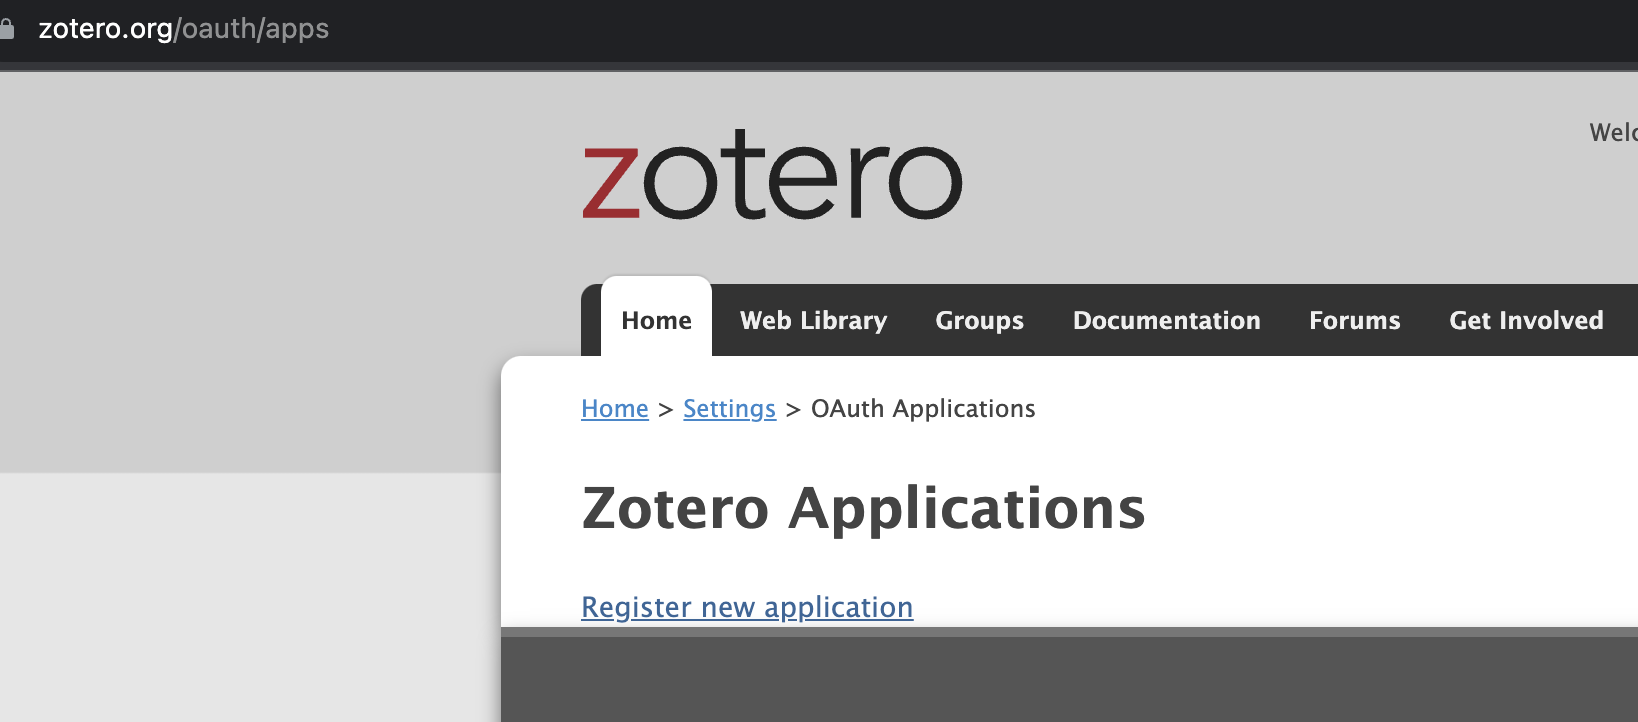 zotero.org/oauth/apps
Welc
zotero
Home Web Library Groups Documentation Forums Get Involved
Home > Settings > OAuth Applications
Zotero Applications
Register new application